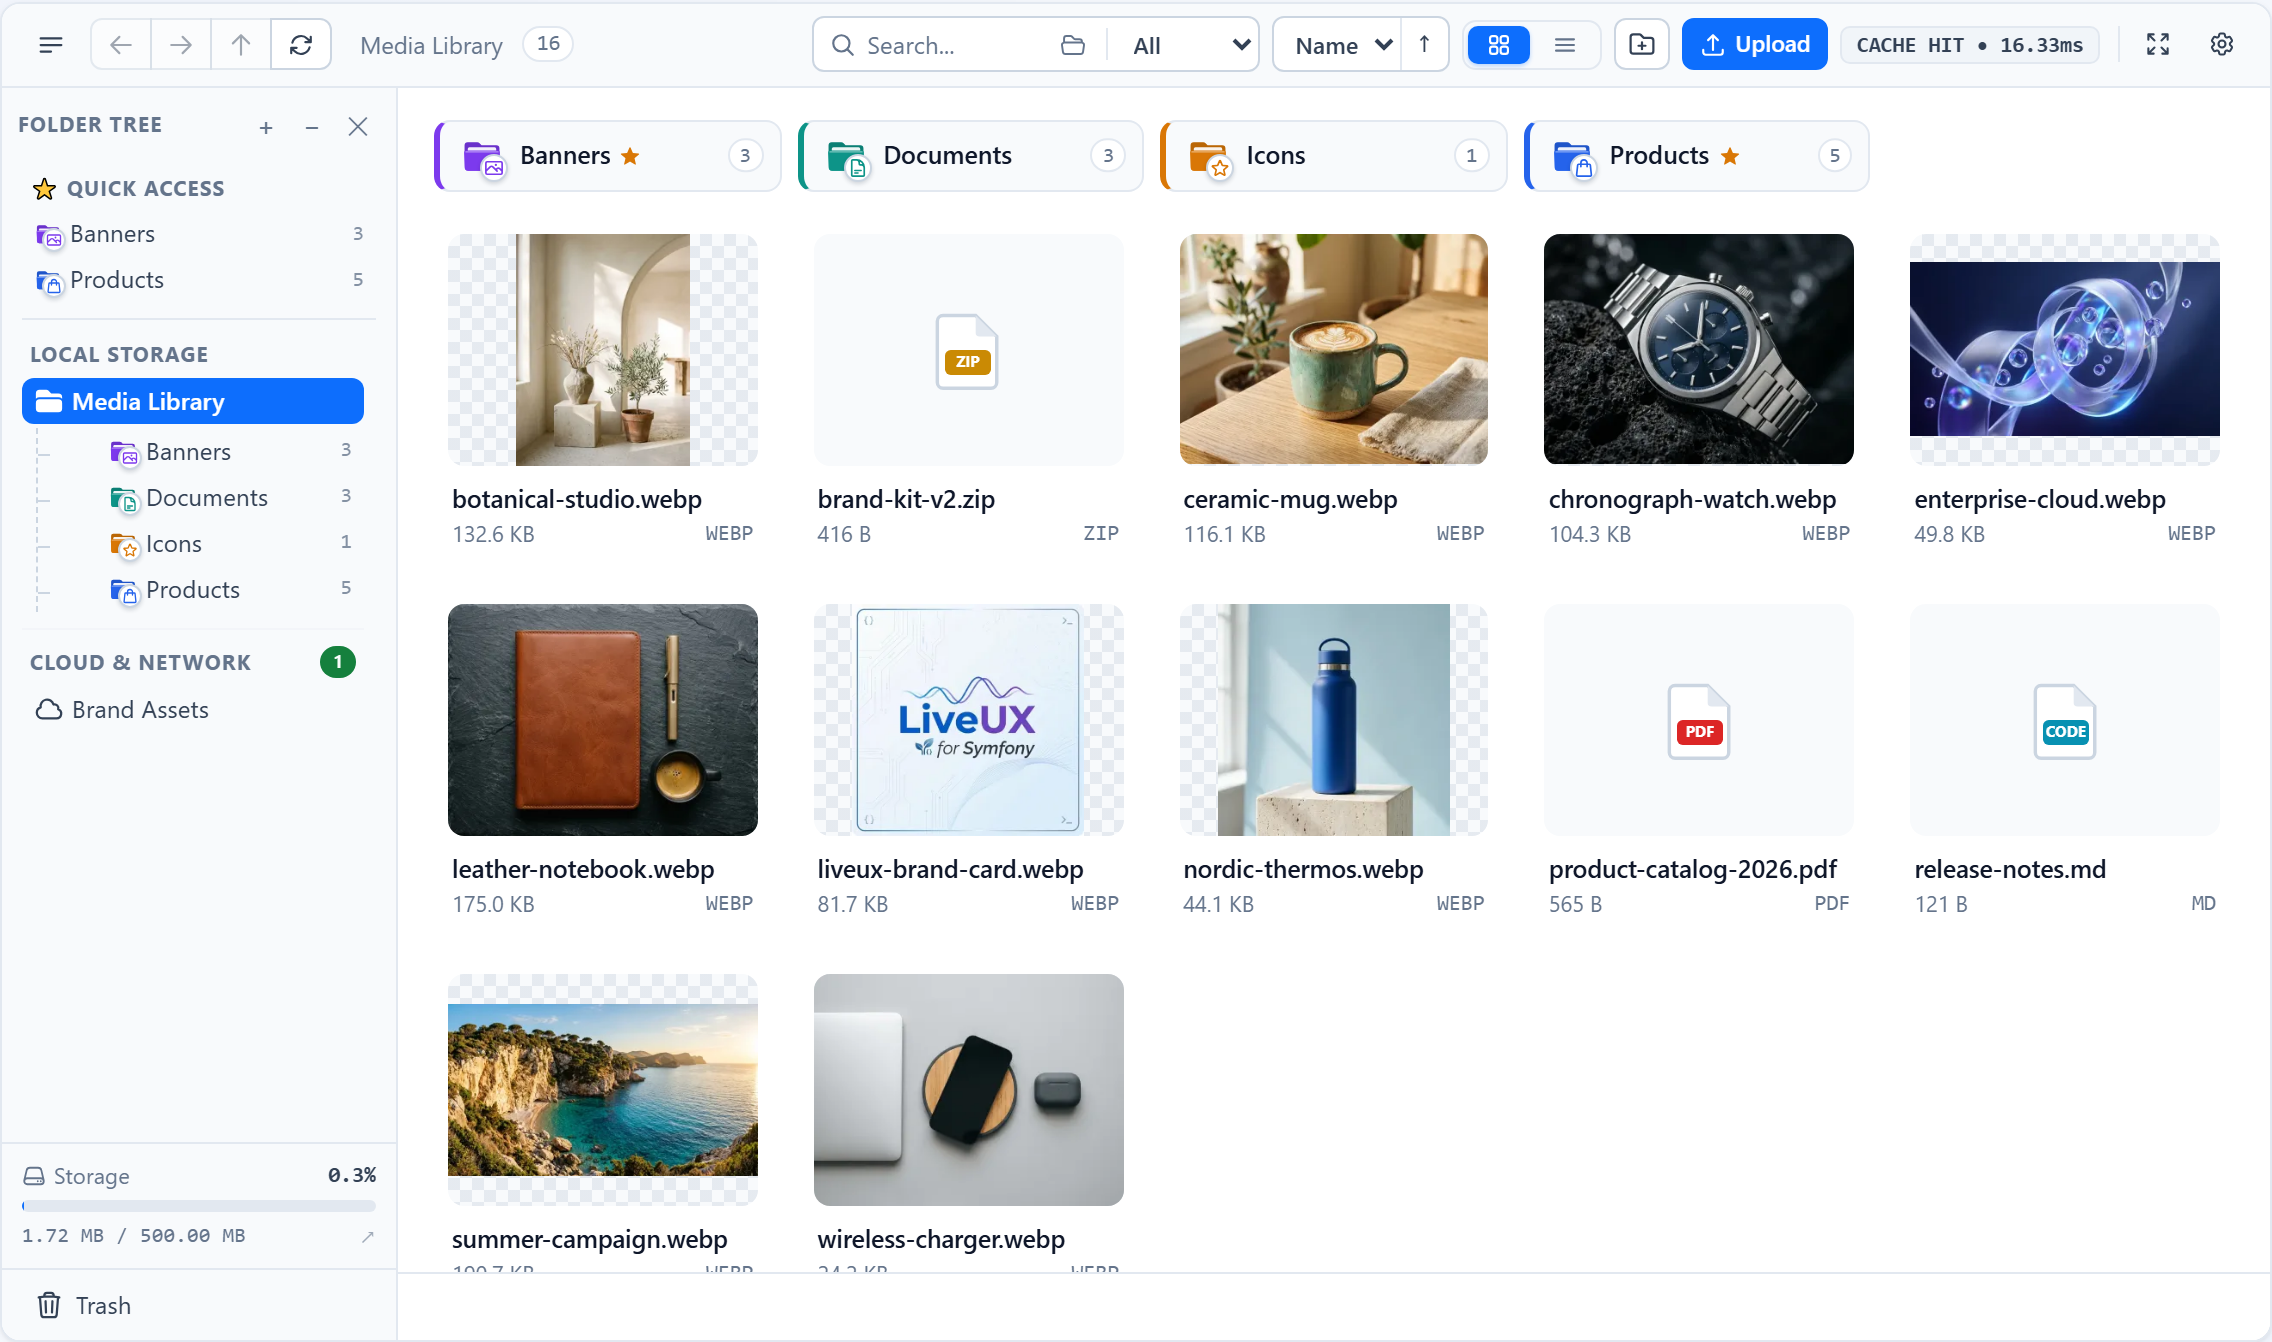 Media Library 16
Search...
All
Name
Upload
CACHE HIT • 16.33ms
FOLDER TREE
QUICK ACCESS
Banners 3
Products 5
LOCAL STORAGE
Media Library
Banners 3
Documents 3
Icons 1
Products 5
CLOUD & NETWORK 1
Brand Assets
Storage 0.3%
1.72 MB / 500.00 MB
Trash
Banners 3
Documents 3
Icons 1
Products 5
ZIP
botanical-studio.webp
132.6 KB WEBP
brand-kit-v2.zip
416 B ZIP
ceramic-mug.webp
116.1 KB WEBP
chronograph-watch.webp
104.3 KB WEBP
enterprise-cloud.webp
49.8 KB WEBP
LiveUX
for Symfony
PDF
CODE
leather-notebook.webp
175.0 KB WEBP
liveux-brand-card.webp
81.7 KB WEBP
nordic-thermos.webp
44.1 KB WEBP
product-catalog-2026.pdf
565 B PDF
release-notes.md
121 B MD
summer-campaign.webp
WEBP
wireless-charger.webp
WEBP